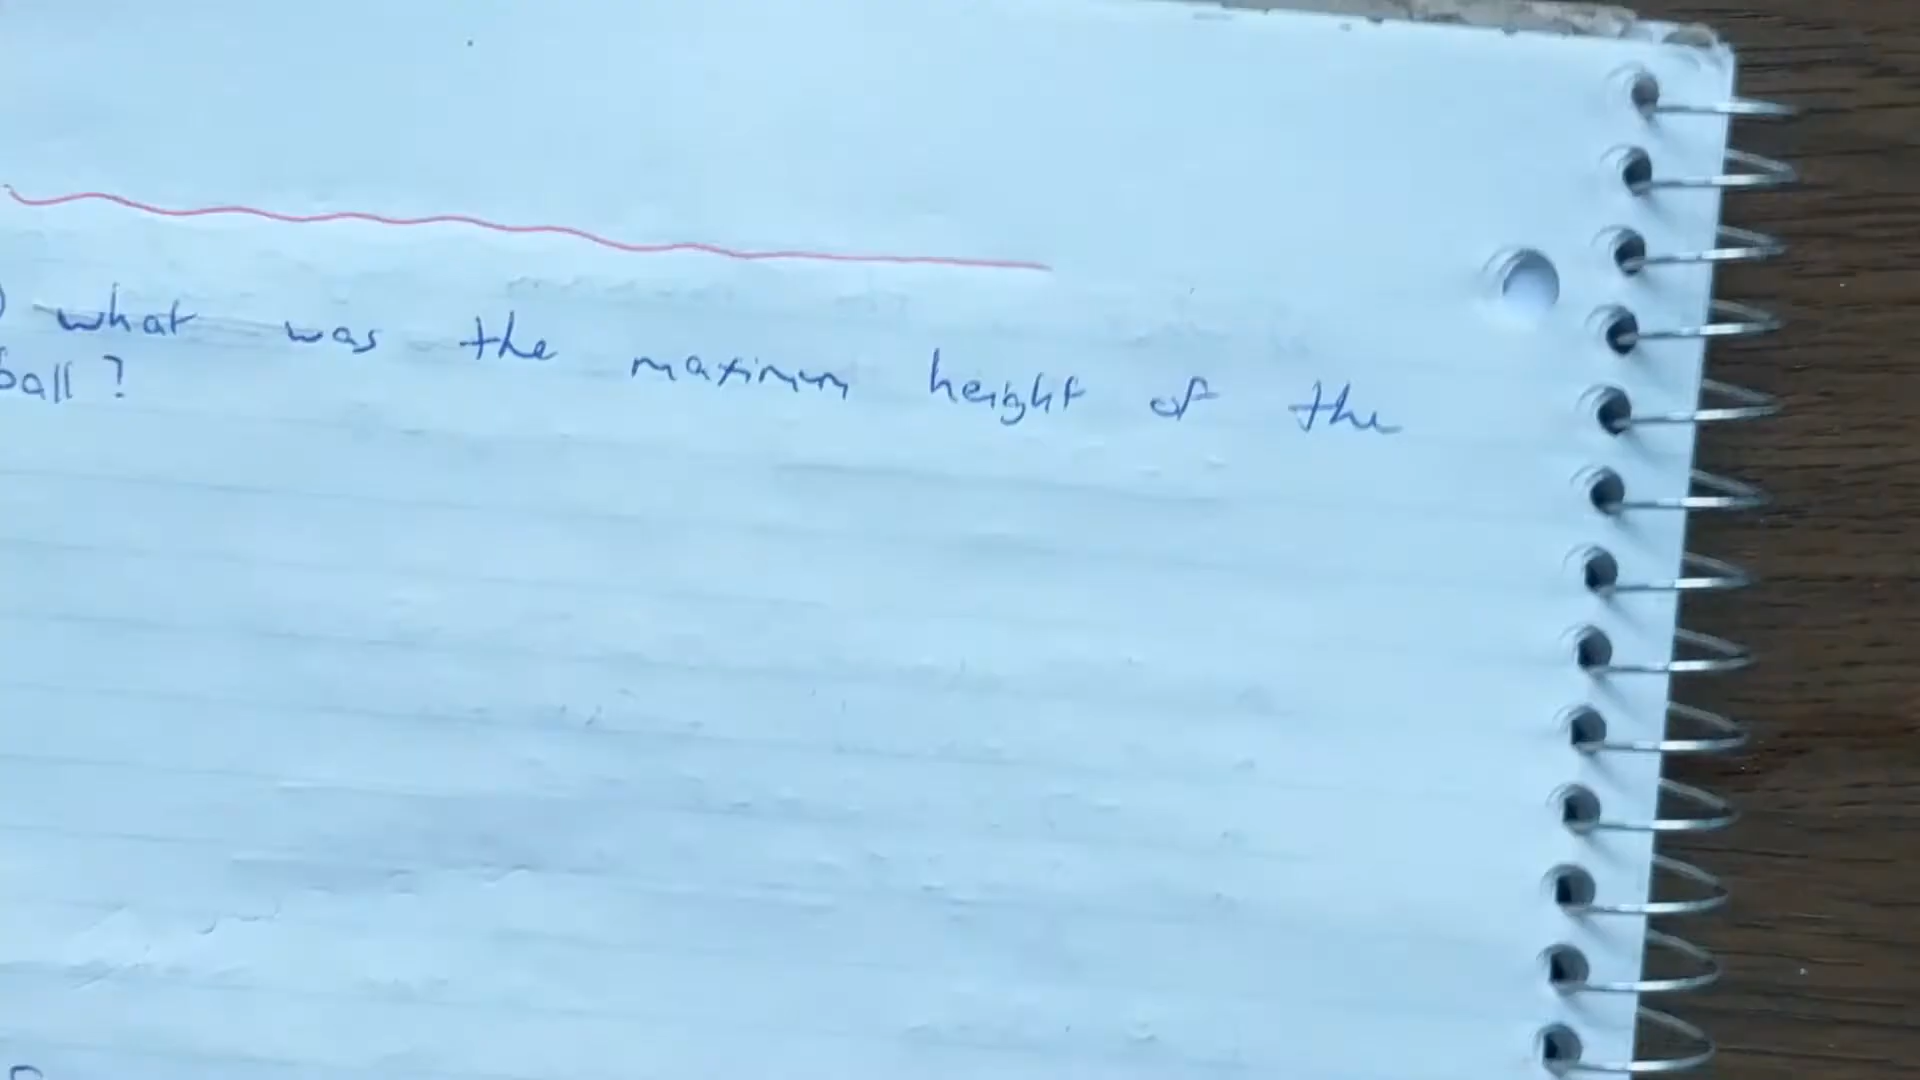 ) what was the maximum height of the
ball?